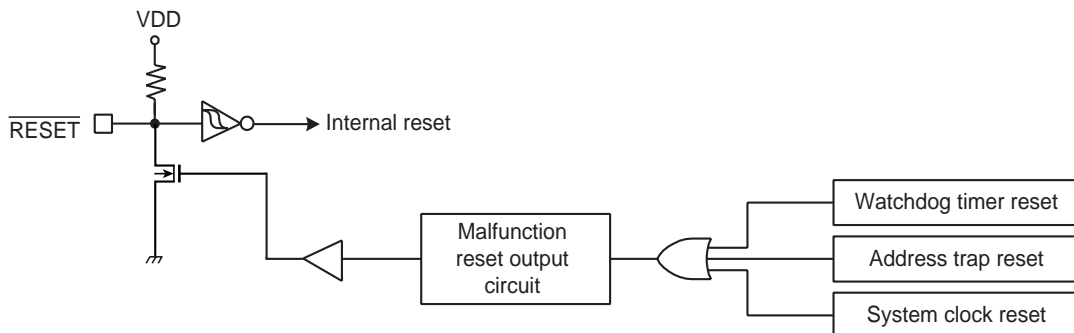 VDD
RESET
Internal reset
Watchdog timer reset
Malfunction
reset output
circuit
Address trap reset
System clock reset